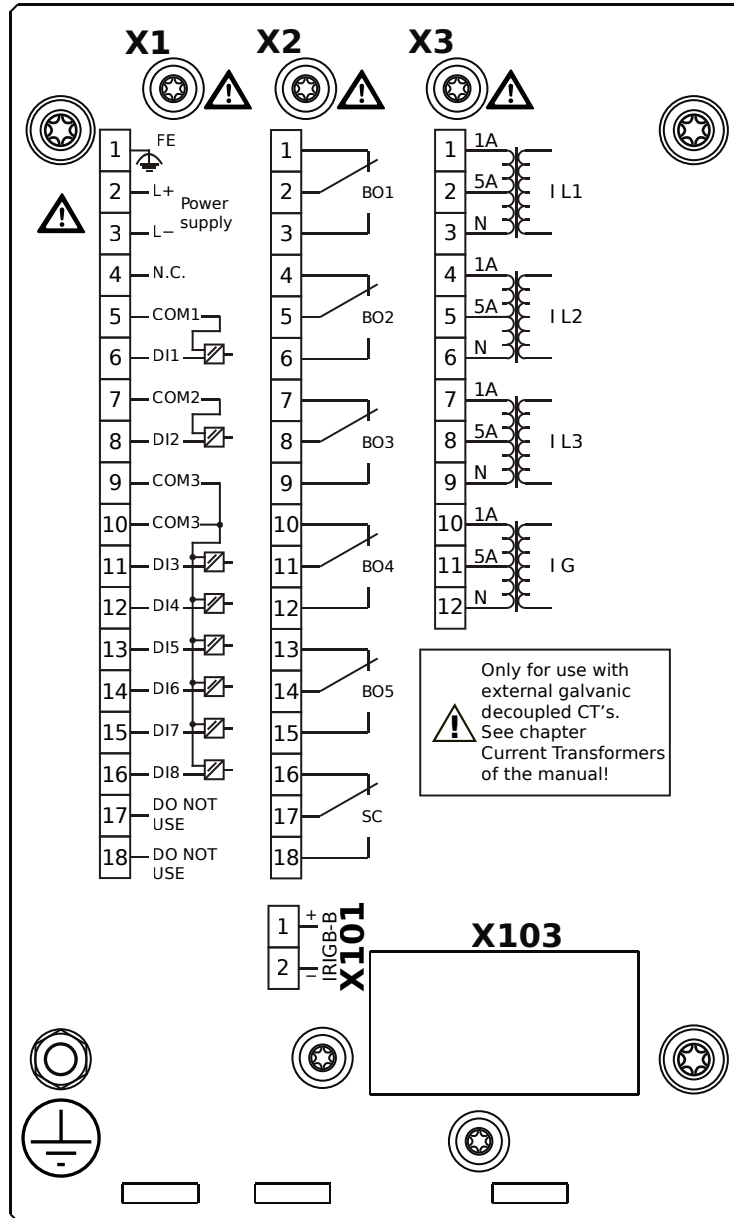 X1 X2 X3
1 FE
2 L+
Power
supply
3 L−
4 N.C.
5 COM1
6 DI1
7 COM2
8 DI2
9 COM3
10 COM3
11 DI3
12 DI4
13 DI5
14 DI6
15 DI7
16 DI8
17 DO NOT
USE
18 DO NOT
USE
1
2 BO1
3
4
5 BO2
6
7
8 BO3
9
10
11 BO4
12
13
14 BO5
15
16
17 SC
18
1 1A
2 5A I L1
3 N
4 1A
5 5A I L2
6 N
7 1A
8 5A I L3
9 N
10 1A
11 5A I G
12 N
Only for use with
external galvanic
decoupled CT’s.
See chapter
Current Transformers
of the manual!
1 +
2 −
IRIGB-B
X101
X103